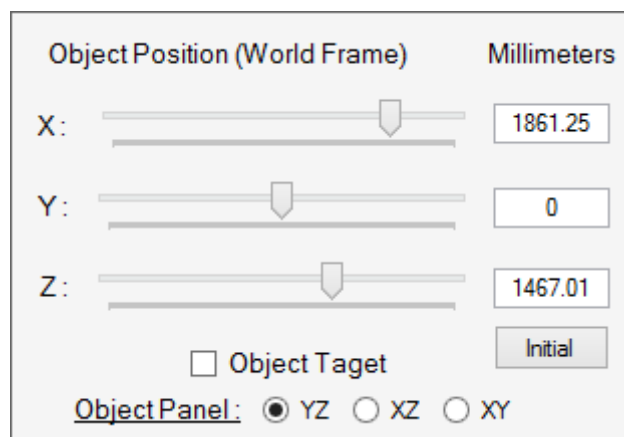 Object Position (World Frame) Millimeters
X : 1861.25
Y : 0
Z : 1467.01
Initial
Object Taget
Object Panel : YZ XZ XY